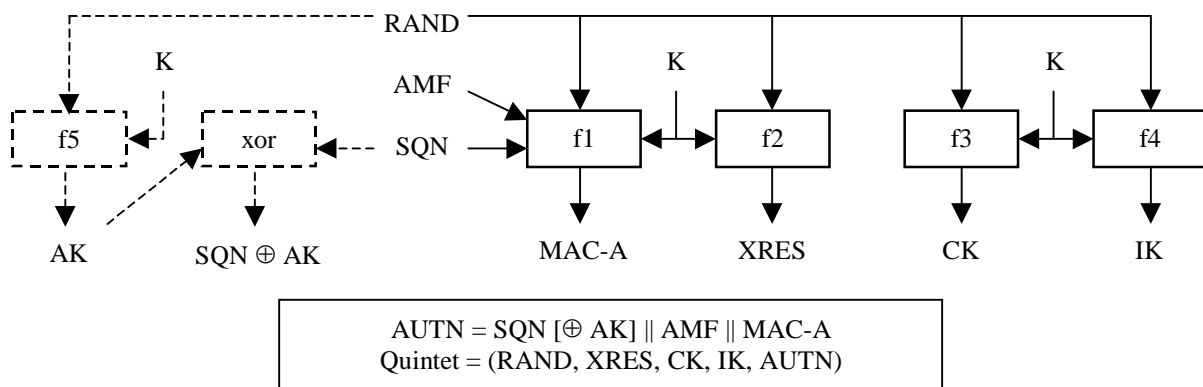 RAND
K
K
K
AMF
f5
xor
SQN
f1
f2
f3
f4
AK
SQN ⊕ AK
MAC-A
XRES
CK
IK
AUTN = SQN [⊕ AK] || AMF || MAC-A
Quintet = (RAND, XRES, CK, IK, AUTN)